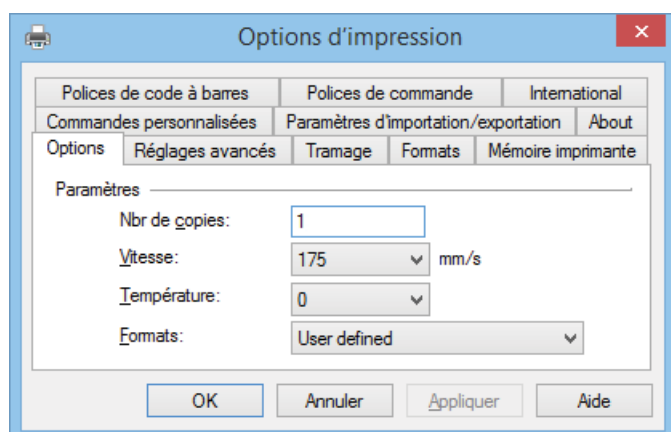 Options d'impression
Polices de code à barres Polices de commande International
Commandes personnalisées Paramètres d'importation/exportation About
Options Réglages avancés Tramage Formats Mémoire imprimante
Paramètres
Nbr de copies: 1
Vitesse: 175 mm/s
Température: 0
Formats: User defined
OK Annuler Appliquer Aide